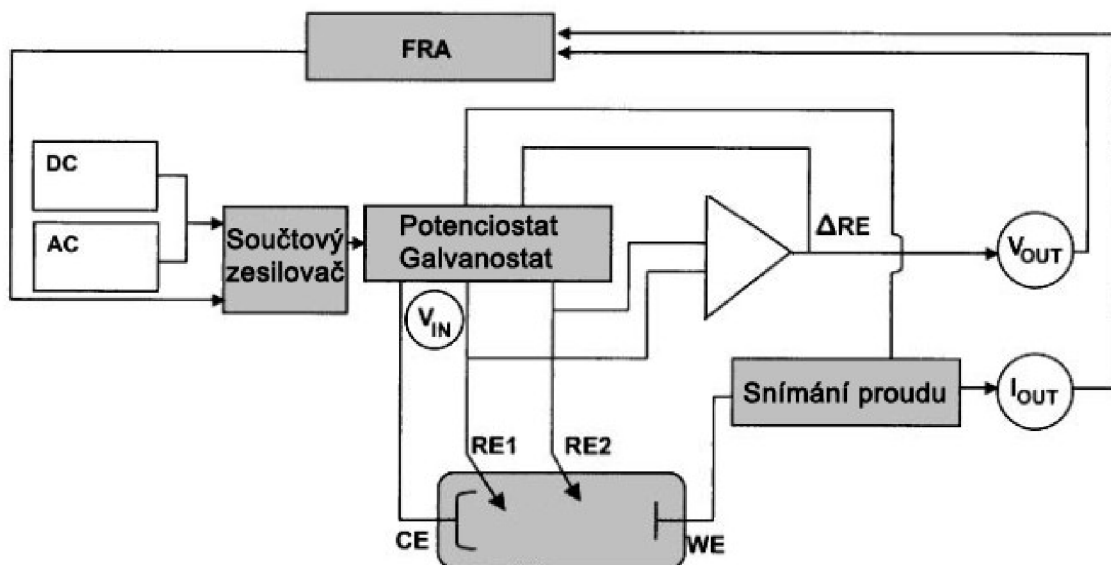 FRA
DC
AC
Součtový
zesilovač
Potenciostat
Galvanostat
VIN
ΔRE
VOUT
Snímání proudu
IOUT
RE1
RE2
CE
WE